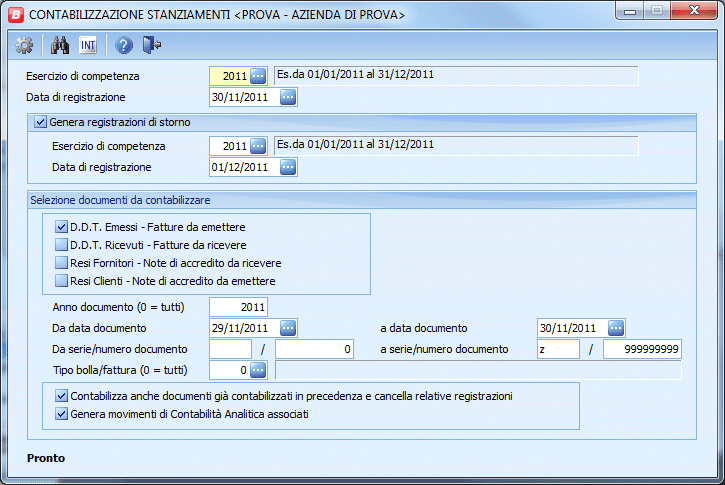 B CONTABILIZZAZIONE STANZIAMENTI <PROVA - AZIENDA DI PROVA>
INT ?
Esercizio di competenza 2011 ... Es.da 01/01/2011 al 31/12/2011
Data di registrazione 30/11/2011 ...
Genera registrazioni di storno
Esercizio di competenza 2011 ... Es.da 01/01/2011 al 31/12/2011
Data di registrazione 01/12/2011 ...
Selezione documenti da contabilizzare
D.D.T. Emessi - Fatture da emettere
D.D.T. Ricevuti - Fatture da ricevere
Resi Fornitori - Note di accredito da ricevere
Resi Clienti - Note di accredito da emettere
Anno documento (0 = tutti) 2011
Da data documento 29/11/2011 ... a data documento 30/11/2011 ...
Da serie/numero documento / 0 a serie/numero documento z / 999999999
Tipo bolla/fattura (0 = tutti) 0 ...
Contabilizza anche documenti già contabilizzati in precedenza e cancella relative registrazioni
Genera movimenti di Contabilità Analitica associati
Pronto